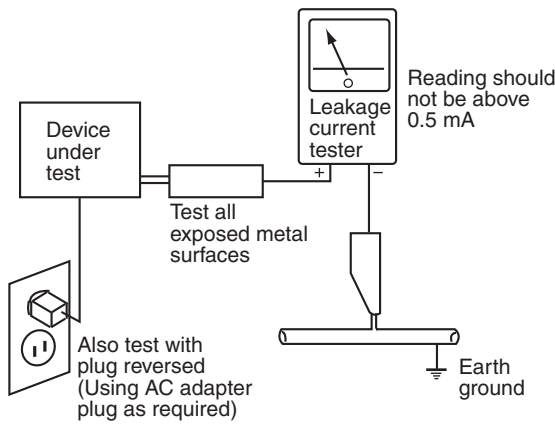 Device
under
test
Leakage
current
tester
Reading should
not be above
0.5 mA
+
–
Test all
exposed metal
surfaces
Also test with
plug reversed
(Using AC adapter
plug as required)
Earth
ground